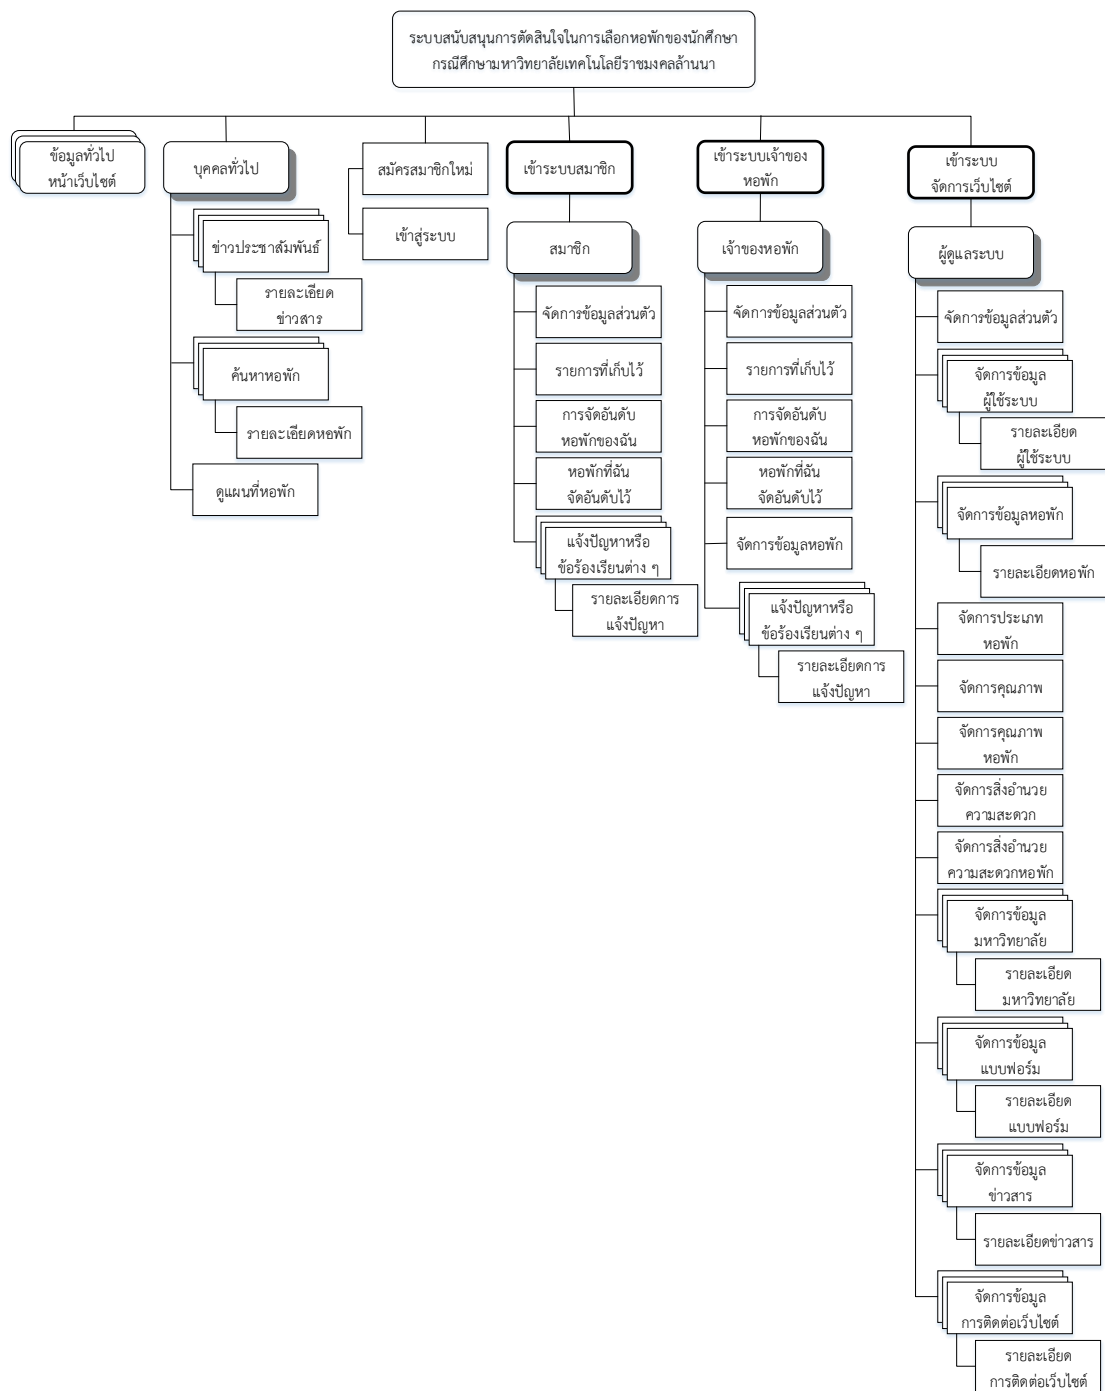 ระบบสนับสนุนการตัดสินใจในการเลือกหอพักของนักศึกษา
กรณีศึกษามหาวิทยาลัยเทคโนโลยีราชมงคลล้านนา
ข้อมูลทั่วไป
หน้าเว็บไซต์
บุคคลทั่วไป
ข่าวประชาสัมพันธ์
รายละเอียด
ข่าวสาร
ค้นหาหอพัก
รายละเอียดหอพัก
ดูแผนที่หอพัก
สมัครสมาชิกใหม่
เข้าสู่ระบบ
เข้าระบบสมาชิก
สมาชิก
จัดการข้อมูลส่วนตัว
รายการที่เก็บไว้
การจัดอันดับ
หอพักของฉัน
หอพักที่ฉัน
จัดอันดับไว้
แจ้งปัญหาหรือ
ข้อร้องเรียนต่าง ๆ
รายละเอียดการ
แจ้งปัญหา
เข้าระบบเจ้าของ
หอพัก
เจ้าของหอพัก
จัดการข้อมูลส่วนตัว
รายการที่เก็บไว้
การจัดอันดับ
หอพักของฉัน
หอพักที่ฉัน
จัดอันดับไว้
จัดการข้อมูลหอพัก
แจ้งปัญหาหรือ
ข้อร้องเรียนต่าง ๆ
รายละเอียดการ
แจ้งปัญหา
เข้าระบบ
จัดการเว็บไซต์
ผู้ดูแลระบบ
จัดการข้อมูลส่วนตัว
จัดการข้อมูล
ผู้ใช้ระบบ
รายละเอียด
ผู้ใช้ระบบ
จัดการข้อมูลหอพัก
รายละเอียดหอพัก
จัดการประเภท
หอพัก
จัดการคุณภาพ
จัดการคุณภาพ
หอพัก
จัดการสิ่งอำนวย
ความสะดวก
จัดการสิ่งอำนวย
ความสะดวกหอพัก
จัดการข้อมูล
มหาวิทยาลัย
รายละเอียด
มหาวิทยาลัย
จัดการข้อมูล
แบบฟอร์ม
รายละเอียด
แบบฟอร์ม
จัดการข้อมูล
ข่าวสาร
รายละเอียดข่าวสาร
จัดการข้อมูล
การติดต่อเว็บไซต์
รายละเอียด
การติดต่อเว็บไซต์